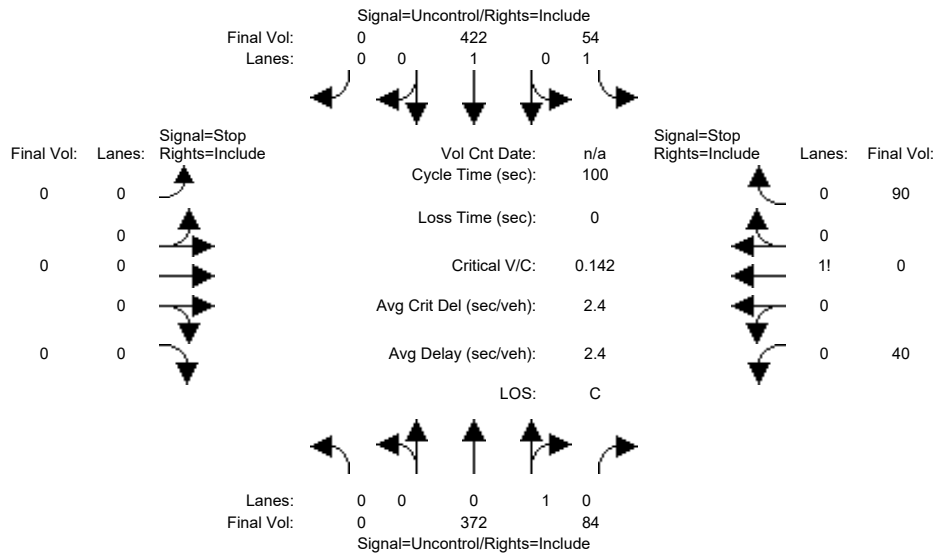 Signal=Uncontrol/Rights=Include
Final Vol: 0 422 54
Lanes: 0 0 1 0 1
Signal=Stop
Final Vol: Lanes: Rights=Include
Vol Cnt Date: n/a
Signal=Stop
Rights=Include Lanes: Final Vol:
Cycle Time (sec): 100
0 0
0 90
Loss Time (sec): 0
0
0
0 0
Critical V/C: 0.142
1! 0
0
Avg Crit Del (sec/veh): 2.4
0
0 0
Avg Delay (sec/veh): 2.4
0 40
LOS: C
Lanes: 0 0 0 1 0
Final Vol: 0 372 84
Signal=Uncontrol/Rights=Include